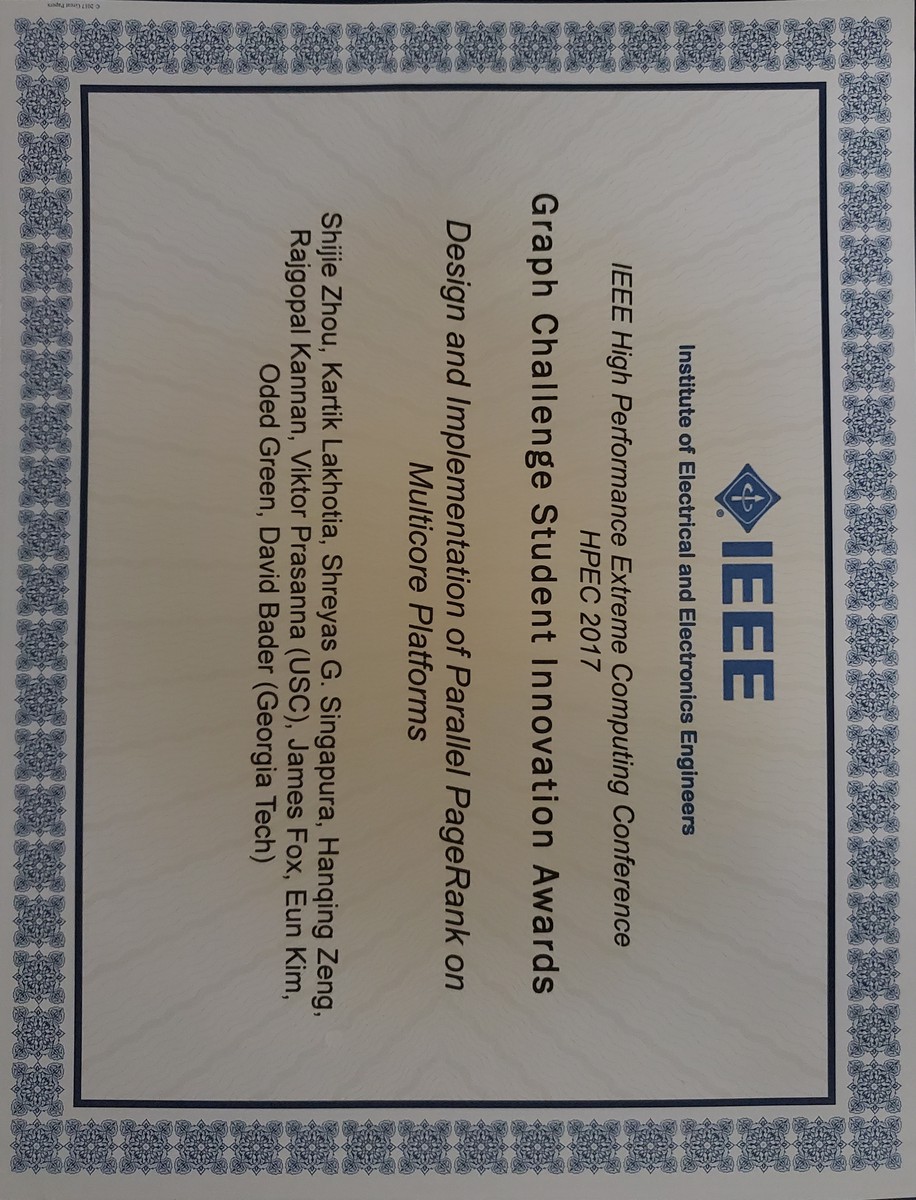 IEEE
Institute of Electrical and Electronics Engineers
IEEE High Performance Extreme Computing Conference
HPEC 2017
Graph Challenge Student Innovation Awards
Design and Implementation of Parallel PageRank on
Multicore Platforms
Shijie Zhou, Kartik Lakhotia, Shreyas G. Singapura, Hanqing Zeng,
Rajgopal Kannan, Viktor Prasanna (USC), James Fox, Eun Kim,
Oded Green, David Bader (Georgia Tech)
© 2017 Great Papers